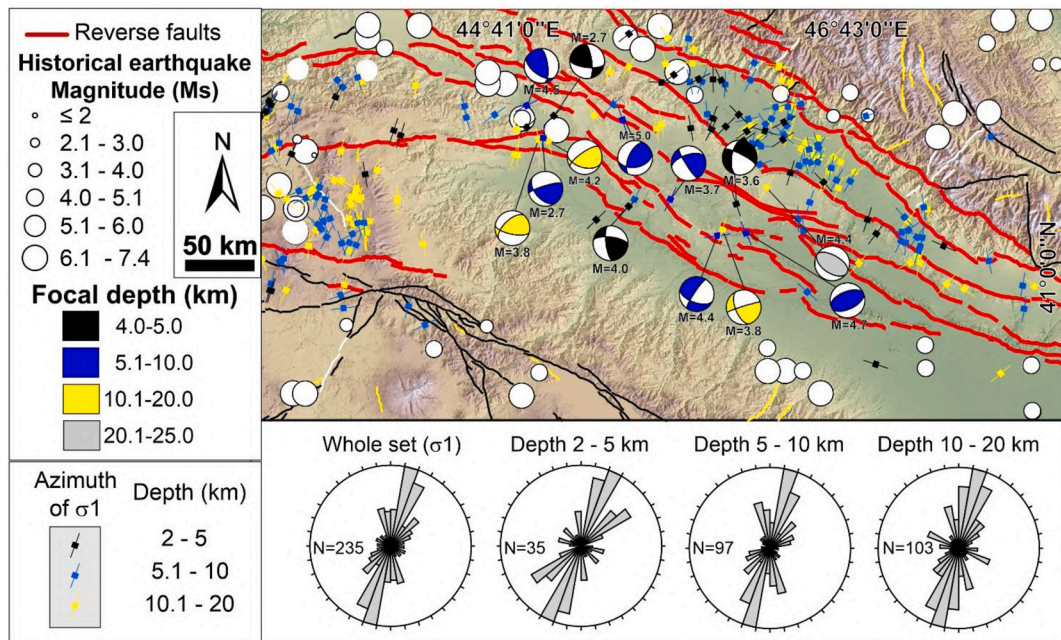 Reverse faults
Historical earthquake
Magnitude (Ms)
≤ 2
2.1 - 3.0
3.1 - 4.0
4.0 - 5.1
5.1 - 6.0
6.1 - 7.4
N
50 km
Focal depth (km)
4.0-5.0
5.1-10.0
10.1-20.0
20.1-25.0
Azimuth
of σ1
Depth (km)
2 - 5
5.1 - 10
10.1 - 20
44°41'0"E
46°43'0"E
41°0'0"N
M=2.7
M=4.5
M=5.0
M=4.2
M=3.7
M=3.6
M=2.7
M=3.8
M=4.0
M=4.4
M=4.4
M=3.8
M=4.7
Whole set (σ1)
Depth 2 - 5 km
Depth 5 - 10 km
Depth 10 - 20 km
N=235
N=35
N=97
N=103